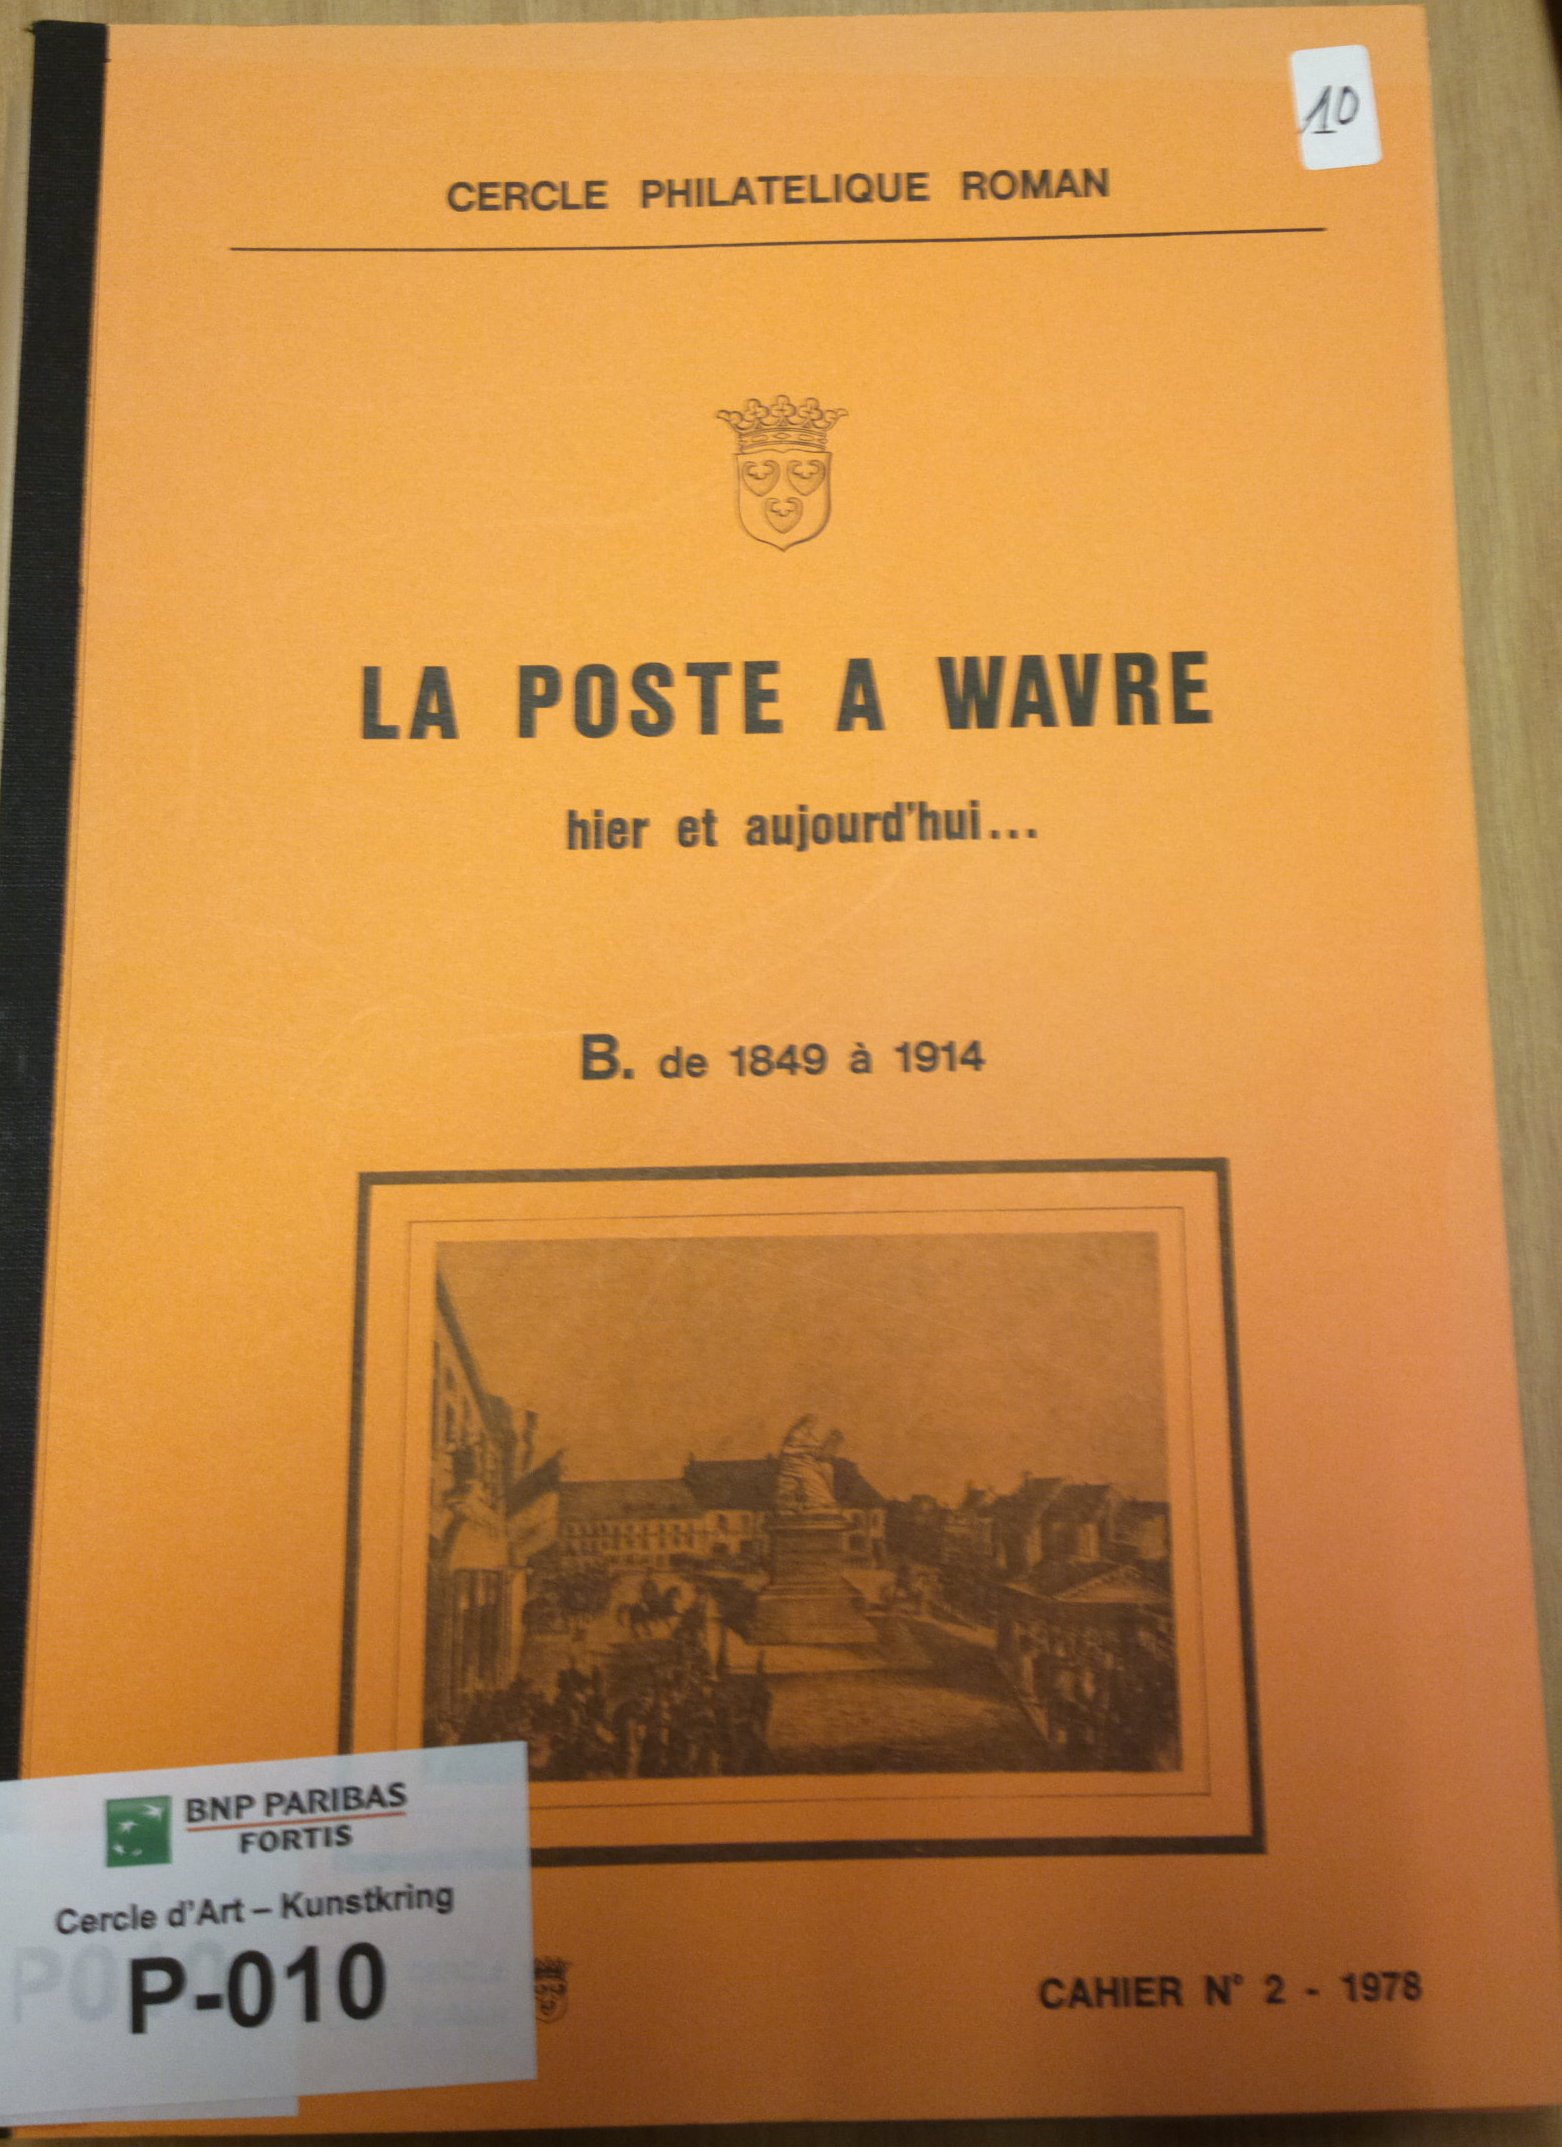 10
CERCLE PHILATELIQUE ROMAN
LA POSTE A WAVRE
hier et aujourd'hui...
B. de 1849 à 1914
BNP PARIBAS
FORTIS
Cercle d'Art – Kunstkring
P-010
CAHIER N° 2 - 1978